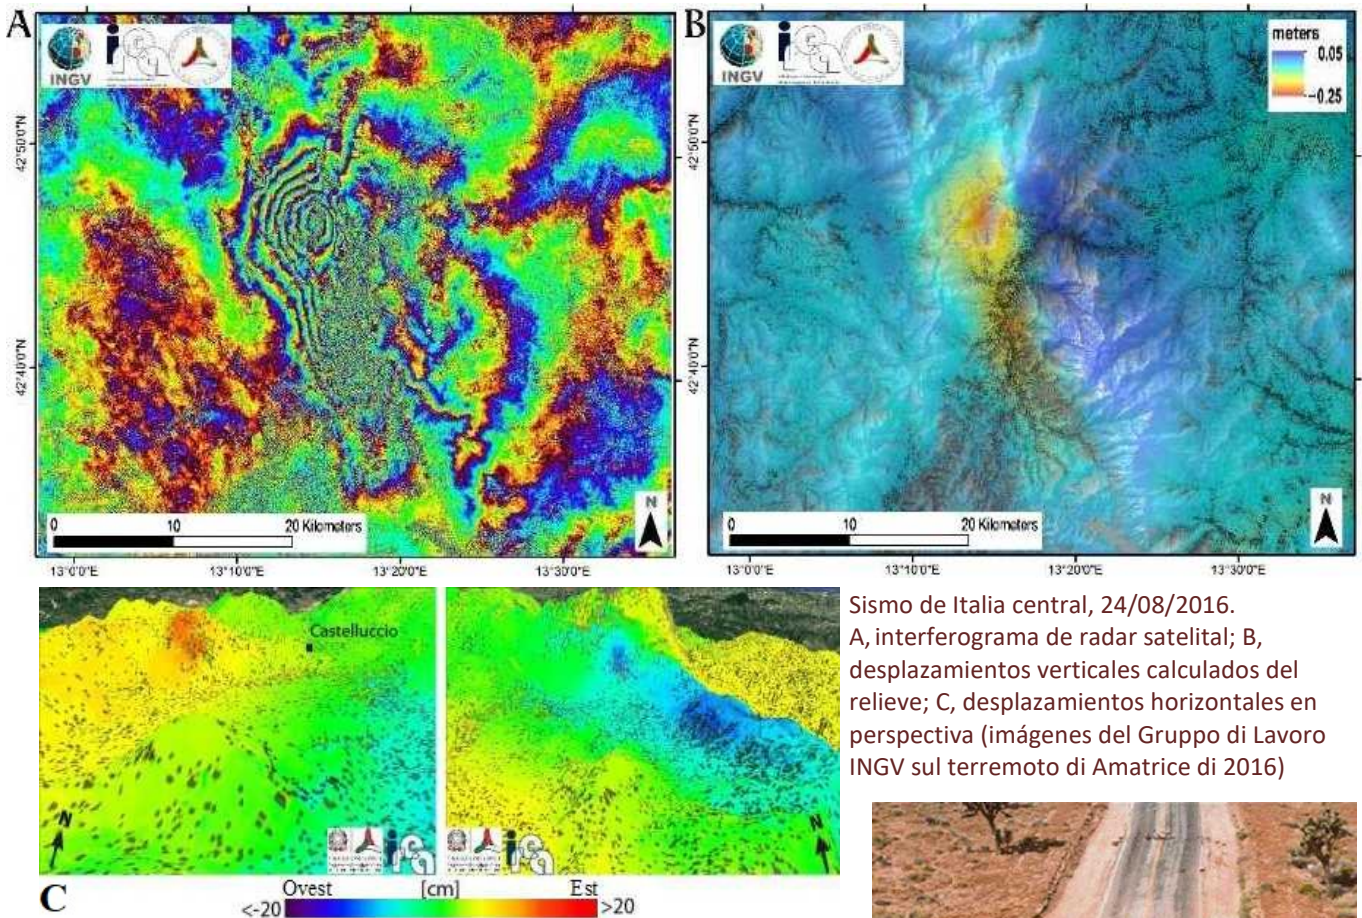 A
INGV
irea
42°50'0"N
42°40'0"N
0 10 20 Kilometers
N
13°0'0"E 13°10'0"E 13°20'0"E 13°30'0"E
B
INGV
irea
meters
0.05
-0.25
42°50'0"N
42°40'0"N
0 10 20 Kilometers
N
13°0'0"E 13°10'0"E 13°20'0"E 13°30'0"E
Castelluccio
N
irea
irea
N
C
Ovest [cm] Est
<-20 >20
Sismo de Italia central, 24/08/2016.
A, interferograma de radar satelital; B,
desplazamientos verticales calculados del
relieve; C, desplazamientos horizontales en
perspectiva (imágenes del Gruppo di Lavoro
INGV sul terremoto di Amatrice di 2016)